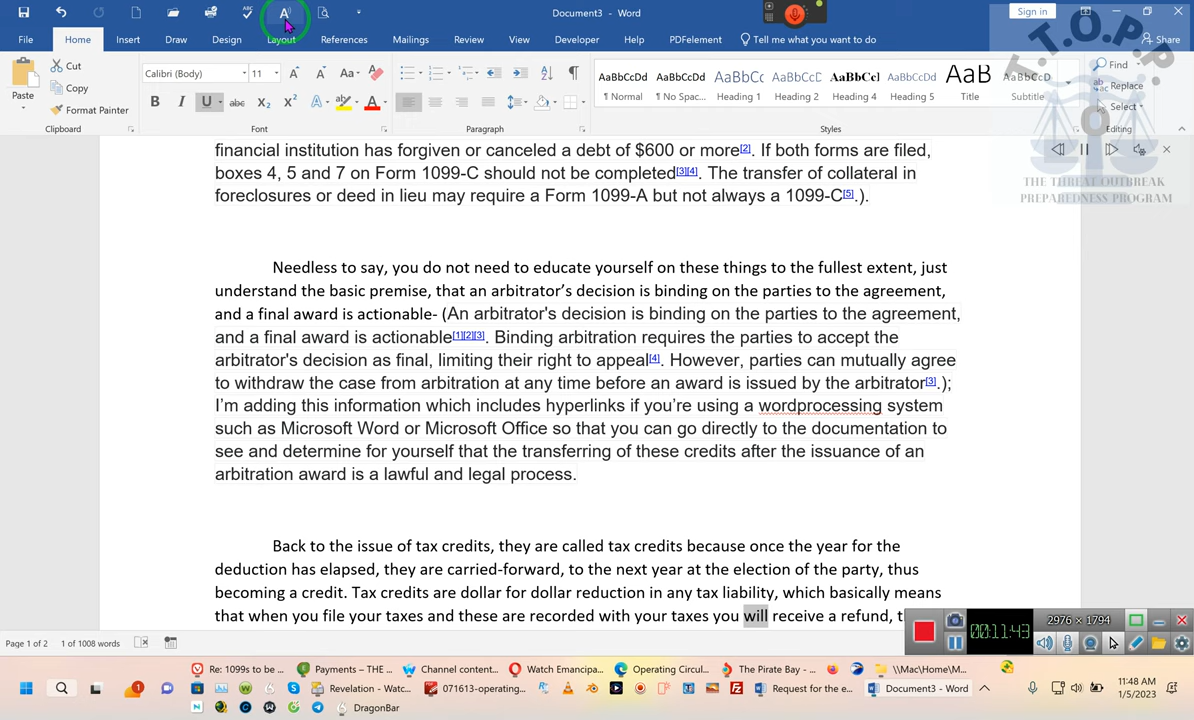 Document3 - Word
Sign in
File Home Insert Draw Design Layout References Mailings Review View Developer Help PDFelement Tell me what you want to do Share
T.T.O.P.P.
Paste
Cut
Copy
Format Painter
Calibri (Body) 11
AaBbCcDd AaBbCcDd AaBbCc AaBbCcD AaBbCcI AaBbCcDd AaB AaBbCcDd
¶ Normal ¶ No Spac... Heading 1 Heading 2 Heading 4 Heading 5 Title Subtitle
Find
Replace
Select
Clipboard Font Paragraph Styles Editing
THE THREAT OUTBREAK
PREPAREDNESS PROGRAM
financial institution has forgiven or canceled a debt of $600 or more[2]. If both forms are filed,
boxes 4, 5 and 7 on Form 1099-C should not be completed[3][4]. The transfer of collateral in
foreclosures or deed in lieu may require a Form 1099-A but not always a 1099-C[5].).
Needless to say, you do not need to educate yourself on these things to the fullest extent, just
understand the basic premise, that an arbitrator’s decision is binding on the parties to the agreement,
and a final award is actionable- (An arbitrator's decision is binding on the parties to the agreement,
and a final award is actionable[1][2][3]. Binding arbitration requires the parties to accept the
arbitrator's decision as final, limiting their right to appeal[4]. However, parties can mutually agree
to withdraw the case from arbitration at any time before an award is issued by the arbitrator[3].);
I’m adding this information which includes hyperlinks if you’re using a wordprocessing system
such as Microsoft Word or Microsoft Office so that you can go directly to the documentation to
see and determine for yourself that the transferring of these credits after the issuance of an
arbitration award is a lawful and legal process.
Back to the issue of tax credits, they are called tax credits because once the year for the
deduction has elapsed, they are carried-forward, to the next year at the election of the party, thus
becoming a credit. Tax credits are dollar for dollar reduction in any tax liability, which basically means
that when you file your taxes and these are recorded with your taxes you will receive a refund, t
00:11:43
2976 × 1794
Page 1 of 2 1 of 1008 words
Re: 1099s to be ... Payments – THE ... Channel content... Watch Emancipa... Operating Circul... The Pirate Bay - ... \\Mac\Home\M...
Revelation - Watc... 071613-operating... Request for the e... Document3 - Word
DragonBar
11:48 AM
1/5/2023